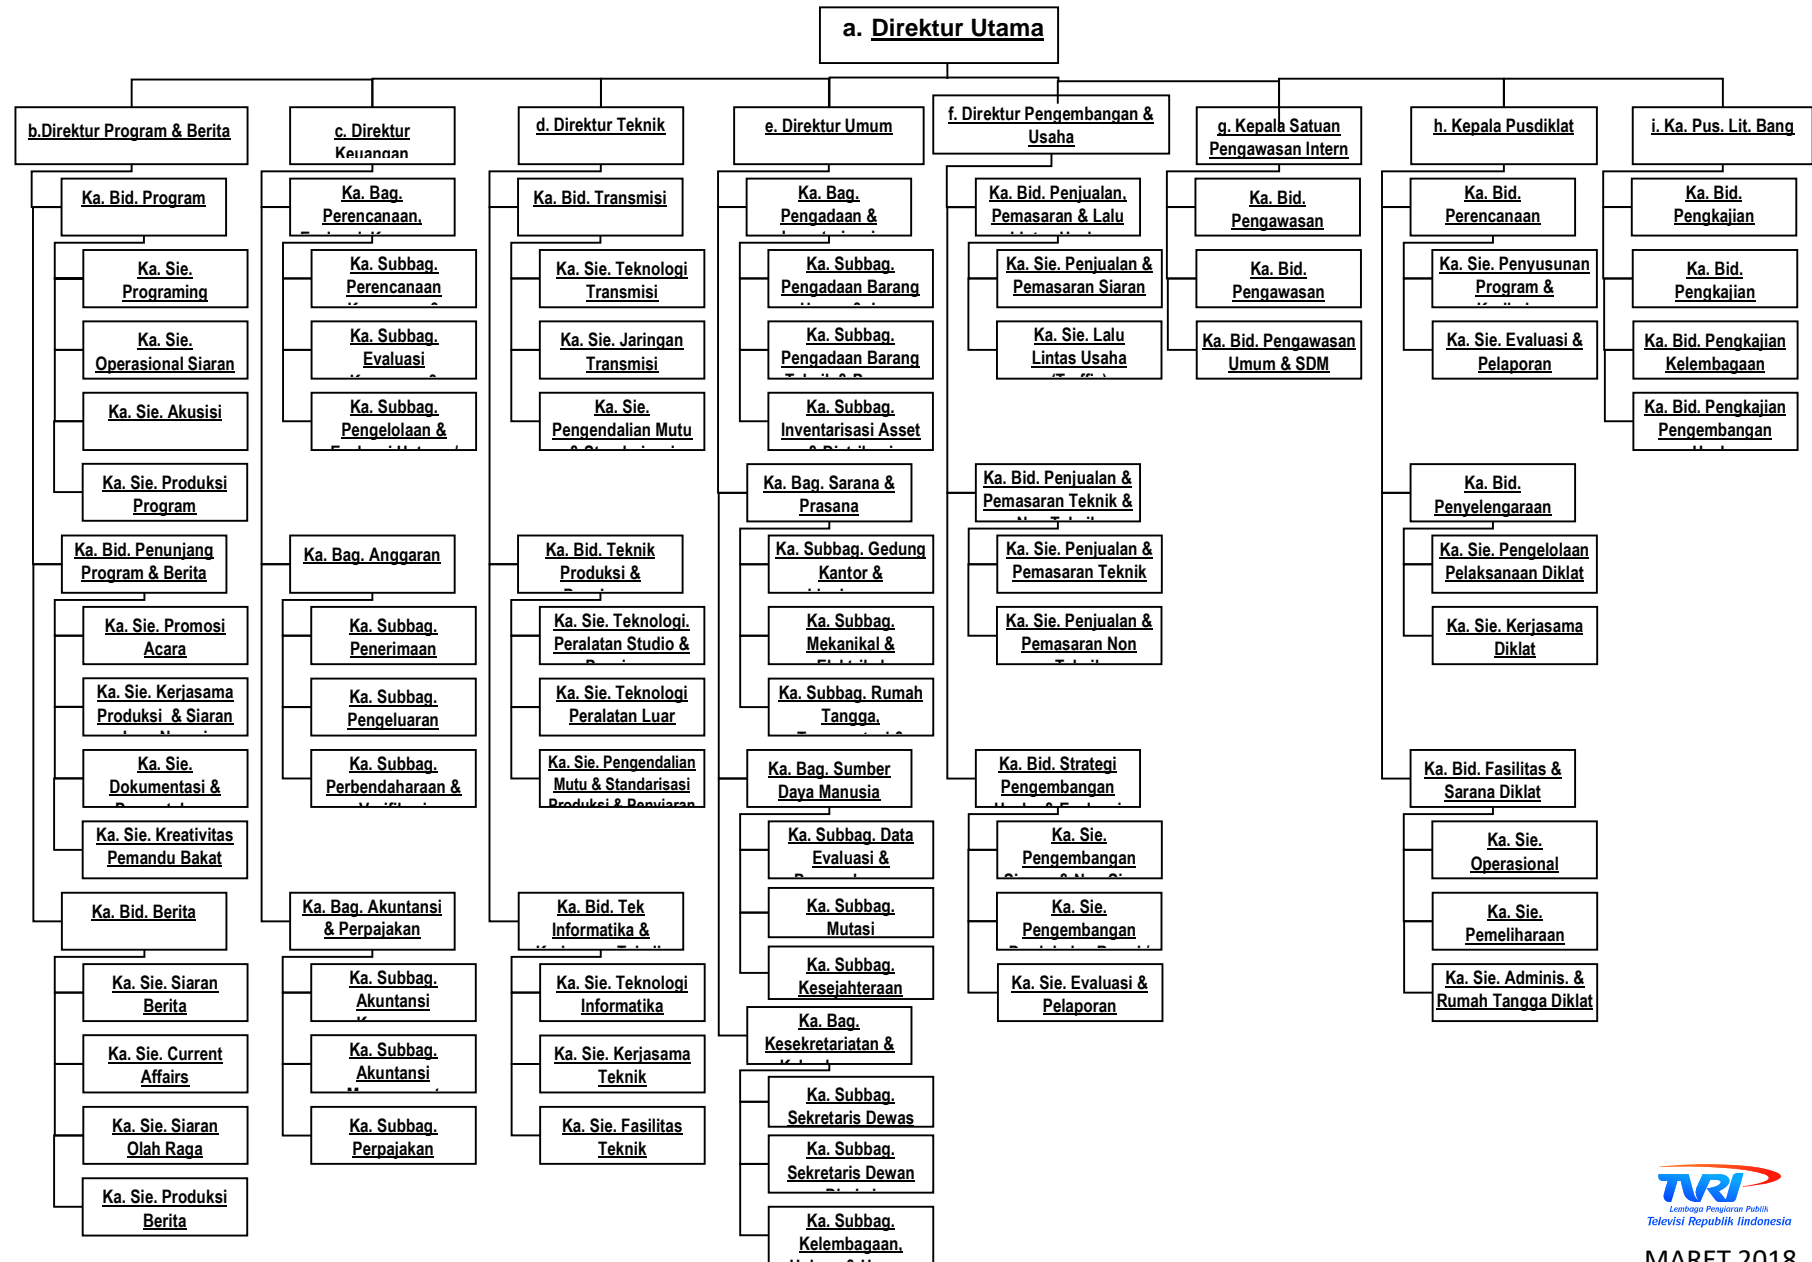 a. Direktur Utama
b.Direktur Program & Berita
Ka. Bid. Program
Ka. Sie.
Programing
Ka. Sie.
Operasional Siaran
Ka. Sie. Akusisi
Ka. Sie. Produksi
Program
Ka. Bid. Penunjang
Program & Berita
Ka. Sie. Promosi
Acara
Ka. Sie. Kerjasama
Produksi & Siaran
Ka. Sie.
Dokumentasi &
Ka. Sie. Kreativitas
Pemandu Bakat
Ka. Bid. Berita
Ka. Sie. Siaran
Berita
Ka. Sie. Current
Affairs
Ka. Sie. Siaran
Olah Raga
Ka. Sie. Produksi
Berita
c. Direktur
Keuangan
Ka. Bag.
Perencanaan,
Ka. Subbag.
Perencanaan
Ka. Subbag.
Evaluasi
Ka. Subbag.
Pengelolaan &
Ka. Bag. Anggaran
Ka. Subbag.
Penerimaan
Ka. Subbag.
Pengeluaran
Ka. Subbag.
Perbendaharaan &
Ka. Bag. Akuntansi
& Perpajakan
Ka. Subbag.
Akuntansi
Ka. Subbag.
Akuntansi
Ka. Subbag.
Perpajakan
d. Direktur Teknik
Ka. Bid. Transmisi
Ka. Sie. Teknologi
Transmisi
Ka. Sie. Jaringan
Transmisi
Ka. Sie.
Pengendalian Mutu
Ka. Bid. Teknik
Produksi &
Ka. Sie. Teknologi.
Peralatan Studio &
Ka. Sie. Teknologi
Peralatan Luar
Ka. Sie. Pengendalian
Mutu & Standarisasi
Produksi & Penyiaran
Ka. Bid. Tek
Informatika &
Ka. Sie. Teknologi
Informatika
Ka. Sie. Kerjasama
Teknik
Ka. Sie. Fasilitas
Teknik
e. Direktur Umum
Ka. Bag.
Pengadaan &
Ka. Subbag.
Pengadaan Barang
Ka. Subbag.
Pengadaan Barang
Ka. Subbag.
Inventarisasi Asset
Ka. Bag. Sarana &
Prasana
Ka. Subbag. Gedung
Kantor &
Ka. Subbag.
Mekanikal &
Ka. Subbag. Rumah
Tangga,
Ka. Bag. Sumber
Daya Manusia
Ka. Subbag. Data
Evaluasi &
Ka. Subbag.
Mutasi
Ka. Subbag.
Kesejahteraan
Ka. Bag.
Kesekretariatan &
Ka. Subbag.
Sekretaris Dewas
Ka. Subbag.
Sekretaris Dewan
Ka. Subbag.
Kelembagaan,
f. Direktur Pengembangan &
Usaha
Ka. Bid. Penjualan,
Pemasaran & Lalu
Ka. Sie. Penjualan &
Pemasaran Siaran
Ka. Sie. Lalu
Lintas Usaha
Ka. Bid. Penjualan &
Pemasaran Teknik &
Ka. Sie. Penjualan &
Pemasaran Teknik
Ka. Sie. Penjualan &
Pemasaran Non
Ka. Bid. Strategi
Pengembangan
Ka. Sie.
Pengembangan
Ka. Sie.
Pengembangan
Ka. Sie. Evaluasi &
Pelaporan
g. Kepala Satuan
Pengawasan Intern
Ka. Bid.
Pengawasan
Ka. Bid.
Pengawasan
Ka. Bid. Pengawasan
Umum & SDM
h. Kepala Pusdiklat
Ka. Bid.
Perencanaan
Ka. Sie. Penyusunan
Program &
Ka. Sie. Evaluasi &
Pelaporan
Ka. Bid.
Penyelengaraan
Ka. Sie. Pengelolaan
Pelaksanaan Diklat
Ka. Sie. Kerjasama
Diklat
Ka. Bid. Fasilitas &
Sarana Diklat
Ka. Sie.
Operasional
Ka. Sie.
Pemeliharaan
Ka. Sie. Adminis. &
Rumah Tangga Diklat
i. Ka. Pus. Lit. Bang
Ka. Bid.
Pengkajian
Ka. Bid.
Pengkajian
Ka. Bid. Pengkajian
Kelembagaan
Ka. Bid. Pengkajian
Pengembangan
TVRI
Lembaga Penyiaran Publik
Televisi Republik Iindonesia
MARET 2018